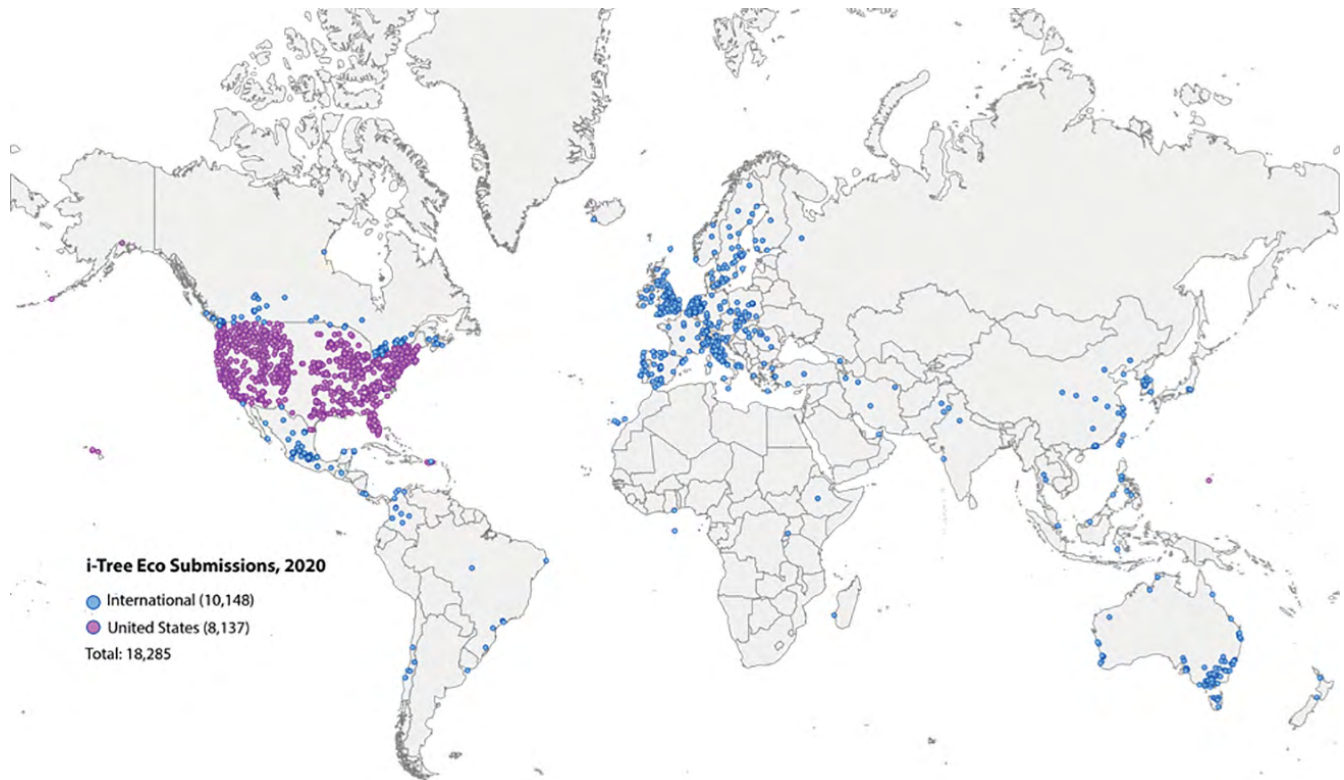 i-Tree Eco Submissions, 2020
International (10,148)
United States (8,137)
Total: 18,285